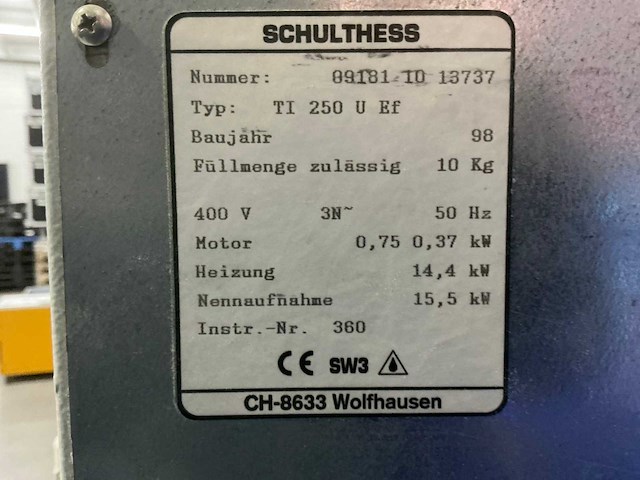 SCHULTHESS
Nummer: 09181 10 13737
Typ: TI 250 U Ef
Baujahr 98
Füllmenge zulässig 10 Kg
400 V 3N~ 50 Hz
Motor 0,75 0,37 kW
Heizung 14,4 kW
Nennaufnahme 15,5 kW
Instr.-Nr. 360
CE SW3
CH-8633 Wolfhausen